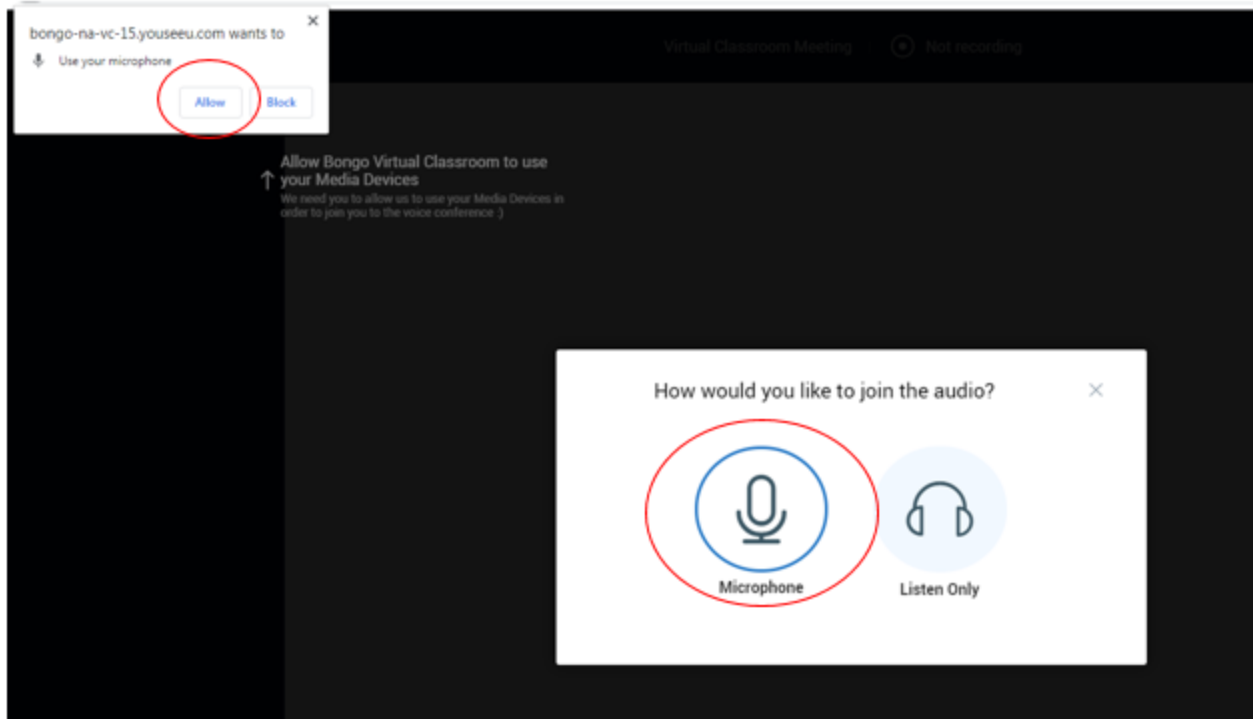 bongo-na-vc-15.youseeu.com wants to
Use your microphone
Allow Block
Virtual Classroom Meeting Not recording
Allow Bongo Virtual Classroom to use
your Media Devices
We need you to allow us to use your Media Devices in
order to join you to the voice conference :)
How would you like to join the audio?
Microphone Listen Only